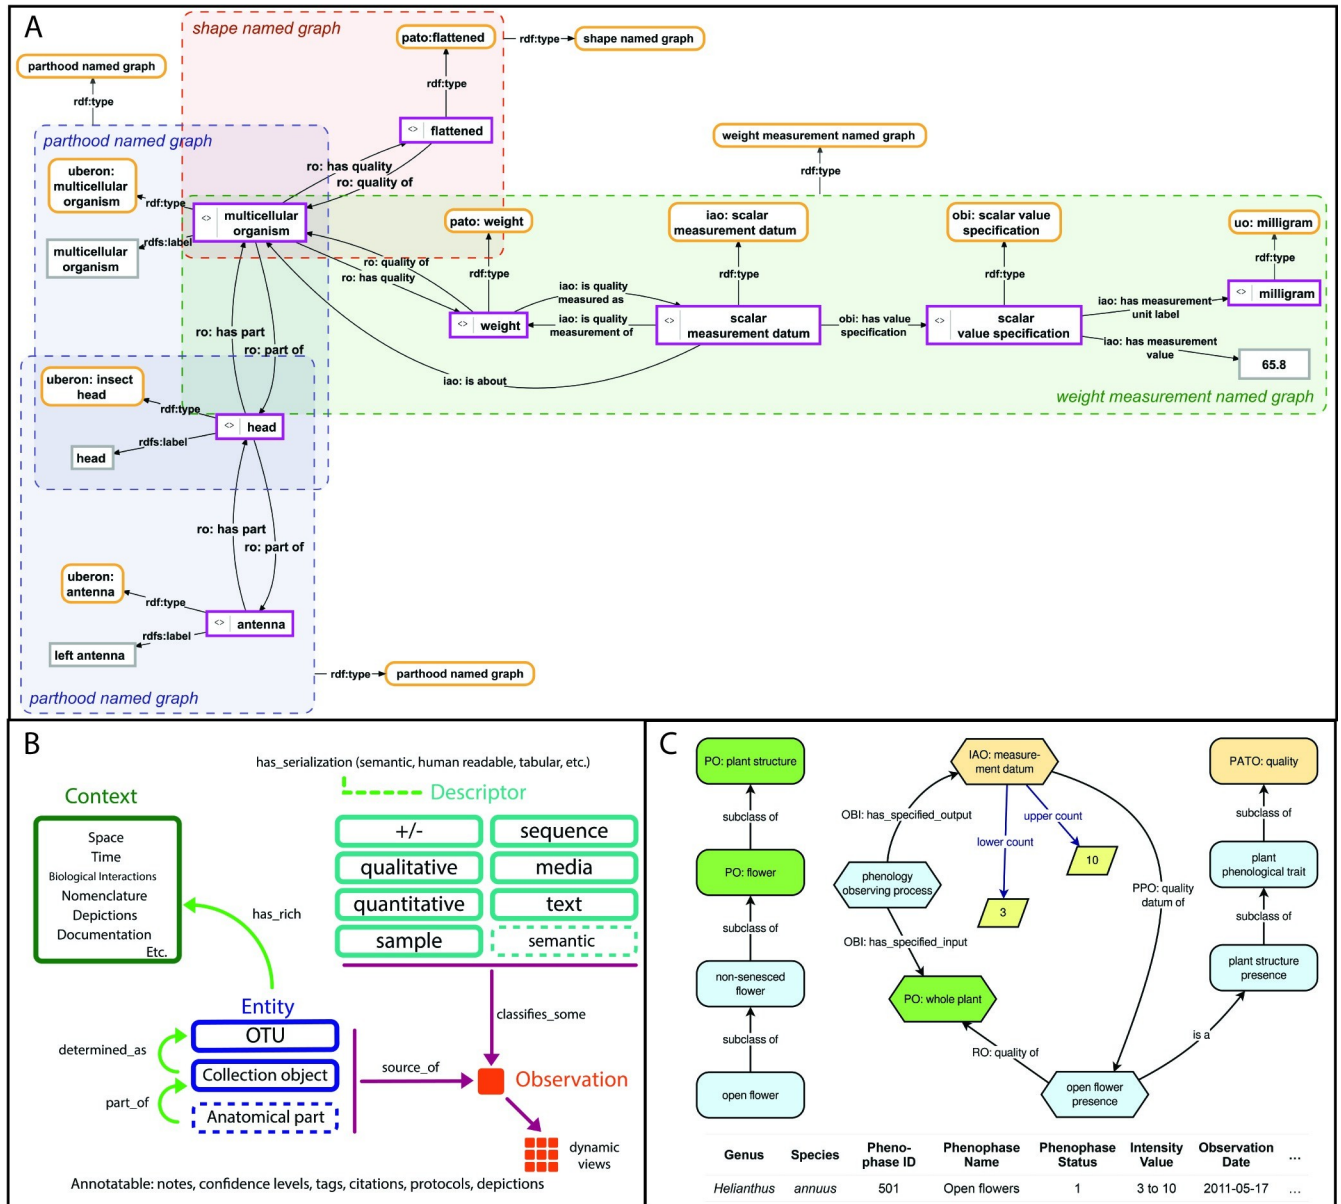 A
shape named graph
pato:flattened
rdf:type
shape named graph
parthood named graph
rdf:type
rdf:type
<> flattened
parthood named graph
weight measurement named graph
rdf:type
ro: has quality
ro: quality of
uberon:
multicellular
organism
rdf:type
<> multicellular
organism
rdfs:label
multicellular
organism
pato: weight
iao: scalar
measurement datum
obi: scalar value
specification
uo: milligram
rdf:type
rdf:type
rdf:type
rdf:type
ro: quality of
ro: has quality
iao: is quality
measured as
<> milligram
iao: has measurement
unit label
<> weight
iao: is quality
measurement of
<> scalar
measurement datum
obi: has value
specification
<> scalar
value specification
iao: has measurement
value
65.8
ro: has part
ro: part of
iao: is about
weight measurement named graph
uberon: insect
head
rdf:type
<> head
rdfs:label
head
ro: has part
ro: part of
uberon:
antenna
rdf:type
<> antenna
rdfs:label
left antenna
rdf:type
parthood named graph
parthood named graph
B
has_serialization (semantic, human readable, tabular, etc.)
Descriptor
Context
Space
Time
Biological Interactions
Nomenclature
Depictions
Documentation
Etc.
+/-
sequence
qualitative
media
quantitative
text
sample
semantic
has_rich
classifies_some
Entity
OTU
determined_as
Collection object
part_of
Anatomical part
source_of
Observation
dynamic
views
Annotatable: notes, confidence levels, tags, citations, protocols, depictions
C
PO: plant structure
subclass of
PO: flower
subclass of
non-senesced
flower
subclass of
open flower
IAO: measure-
ment datum
OBI: has_specified_output
upper count
lower count
10
3
phenology
observing process
OBI: has_specified_input
PPO: quality
datum of
PO: whole plant
RO: quality of
open flower
presence
is a
PATO: quality
subclass of
plant
phenological trait
subclass of
plant structure
presence
Genus Species Pheno-
phase ID Phenophase
Name Phenophase
Status Intensity
Value Observation
Date ...
Helianthus annuus 501 Open flowers 1 3 to 10 2011-05-17 ...